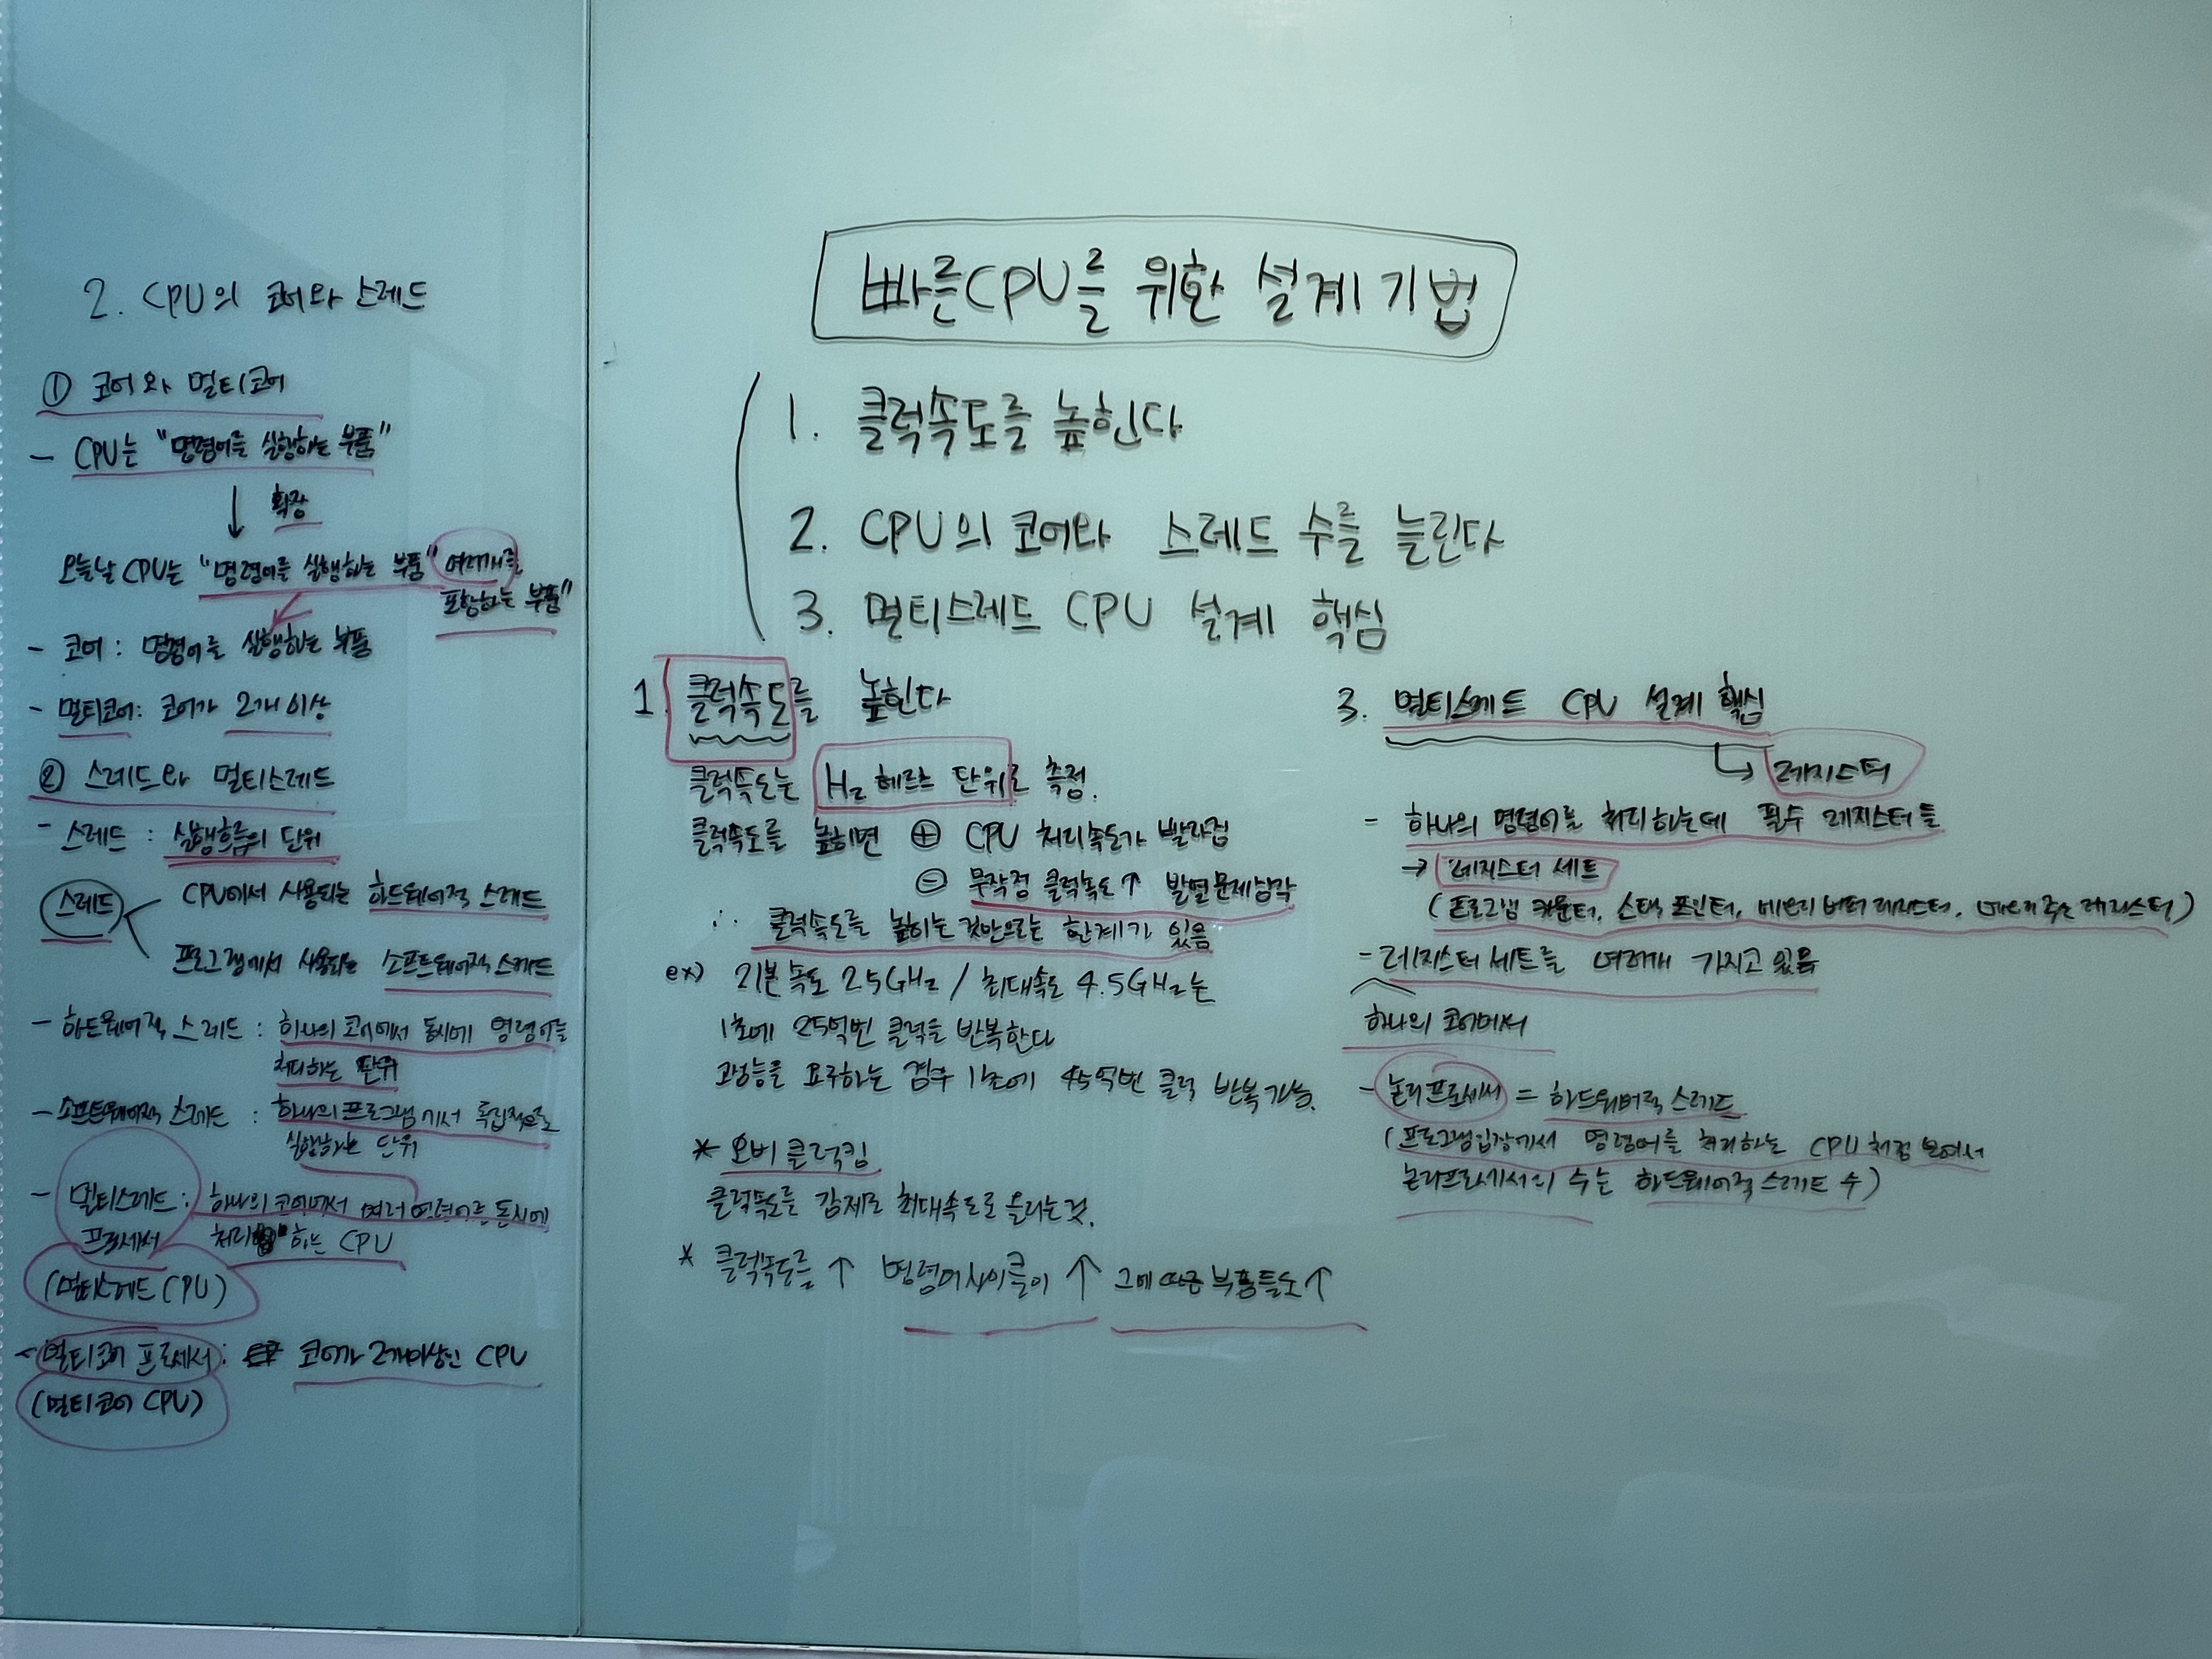 빠른CPU를 위한 설계 기법
1. 클럭속도를 높힌다
2. CPU의 코어와 스레드 수를 늘린다
3. 멀티스레드 CPU 설계 핵심
1. 클럭속도를 높힌다
클럭속도는 Hz 헤르츠 단위로 측정.
클럭속도를 높히면 ⊕ CPU 처리속도가 빨라짐
⊖ 무작정 클럭속도↑ 발열문제심각
∴ 클럭속도를 높히는 것만으로는 한계가 있음
ex) 기본속도 2.5GHz / 최대속도 4.5GHz는
1초에 25억번 클럭을 반복한다
고성능을 요구하는 경우 1초에 45억번 클럭 반복 가능.
* 오버 클럭킹
클럭속도를 강제로 최대속도로 올리는것.
* 클럭속도를 ↑ 명령어사이클이 ↑ 그에 따른 부품들도 ↑
2. CPU의 코어와 스레드
① 코어와 멀티코어
- CPU는 "명령어를 실행하는 부품"
↓ 확장
오늘날 CPU는 "명령어를 실행하는 부품" 여러개를
포함하는 부품"
- 코어 : 명령어를 실행하는 부품
- 멀티코어 : 코어가 2개 이상
② 스레드와 멀티스레드
- 스레드 : 실행흐름의 단위
스레드
CPU에서 사용되는 하드웨어적 스레드
프로그램에서 사용되는 소프트웨어적 스레드
- 하드웨어적 스레드 : 하나의 코어에서 동시에 명령어를
처리하는 단위
- 소프트웨어적 스레드 : 하나의 프로그램에서 독립적으로
실행하는 단위
- 멀티스레드 : 하나의 코어에서 여러 명령어를 동시에
프로세서 처리 하는 CPU
(멀티스레드 CPU)
- 멀티코어 프로세서 : 코어가 2개이상인 CPU
(멀티코어 CPU)
3. 멀티스레드 CPU 설계 핵심
↳ 레지스터
- 하나의 명령어를 처리하는데 필수 레지스터들
→ 레지스터 세트
(프로그램 카운터, 스택 포인터, 메모리 버퍼 레지스터, 메모리 주소 레지스터)
- 레지스터 세트를 여러개 가지고 있음
하나의 코어에서
- 논리 프로세서 = 하드웨어적 스레드
(프로그램입장에서 명령어를 처리하는 CPU 처럼 보여서
논리프로세서의 수는 하드웨어적 스레드 수)